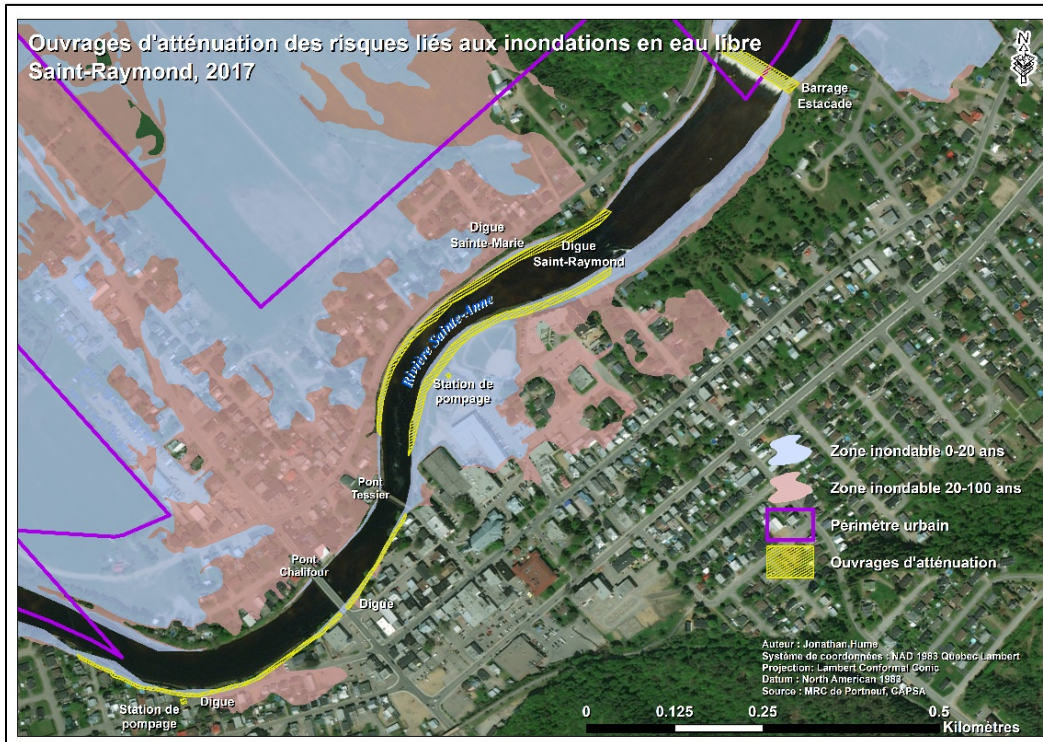 Ouvrages d'atténuation des risques liés aux inondations en eau libre
Saint-Raymond, 2017
N
Barrage
Estacade
Digue
Sainte-Marie
Digue
Saint-Raymond
Rivière Sainte-Anne
Station de
pompage
Pont
Tessier
Pont
Chalifour
Digue
Digue
Station de
pompage
Zone inondable 0-20 ans
Zone inondable 20-100 ans
Périmètre urbain
Ouvrages d'atténuation
Auteur : Jonathan Hume
Système de coordonnées : NAD 1983 Québec Lambert
Projection: Lambert Conformal Conic
Datum : North American 1983
Source : MRC de Portneuf, CAPSA
0 0.125 0.25 0.5
Kilomètres